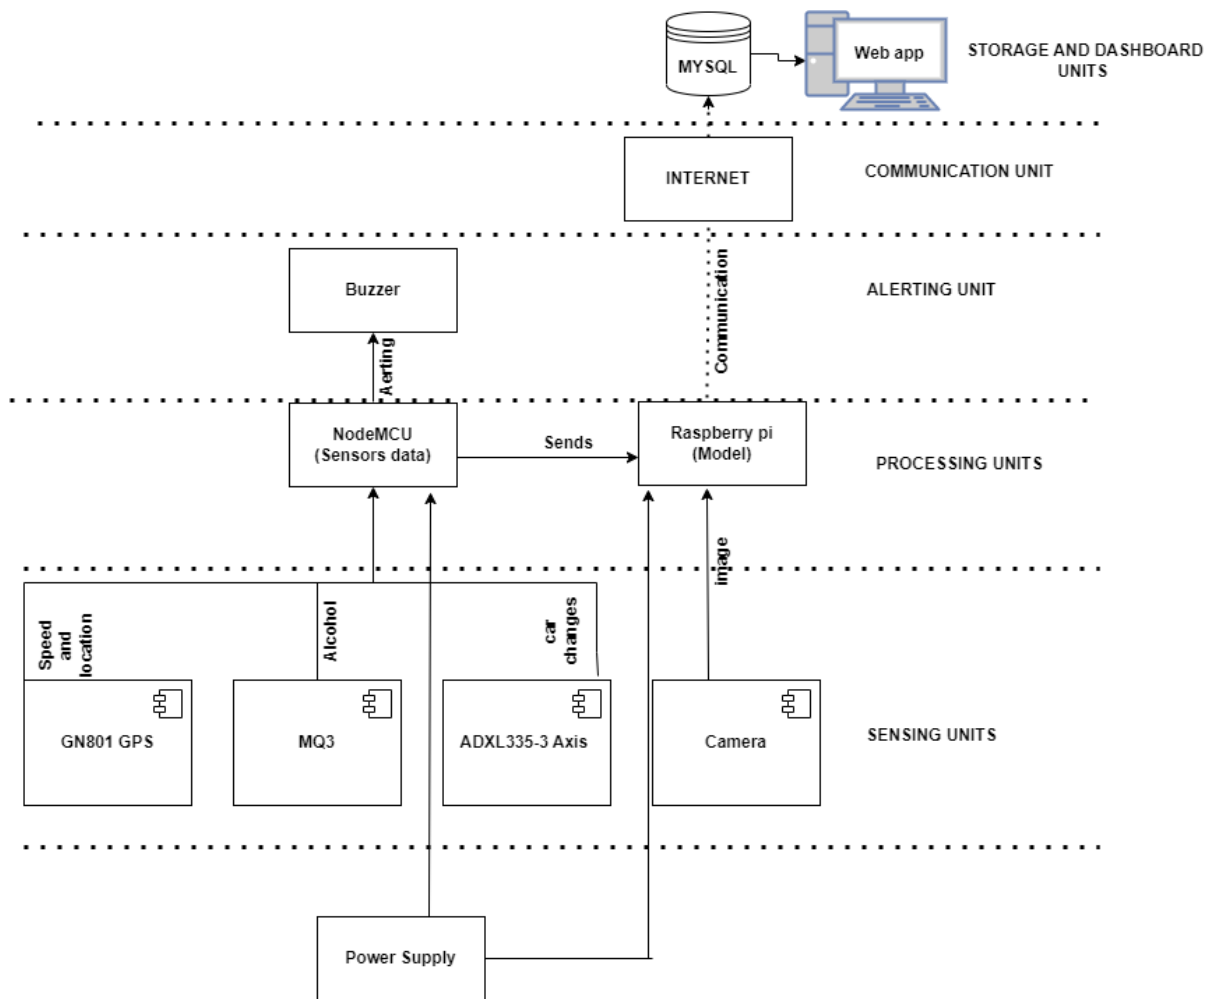 MYSQL
Web app
STORAGE AND DASHBOARD
UNITS
INTERNET
COMMUNICATION UNIT
Buzzer
ALERTING UNIT
Communication
Aerting
NodeMCU
(Sensors data)
Sends
Raspberry pi
(Model)
PROCESSING UNITS
image
Speed
and
location
Alcohol
car
changes
GN801 GPS
MQ3
ADXL335-3 Axis
Camera
SENSING UNITS
Power Supply